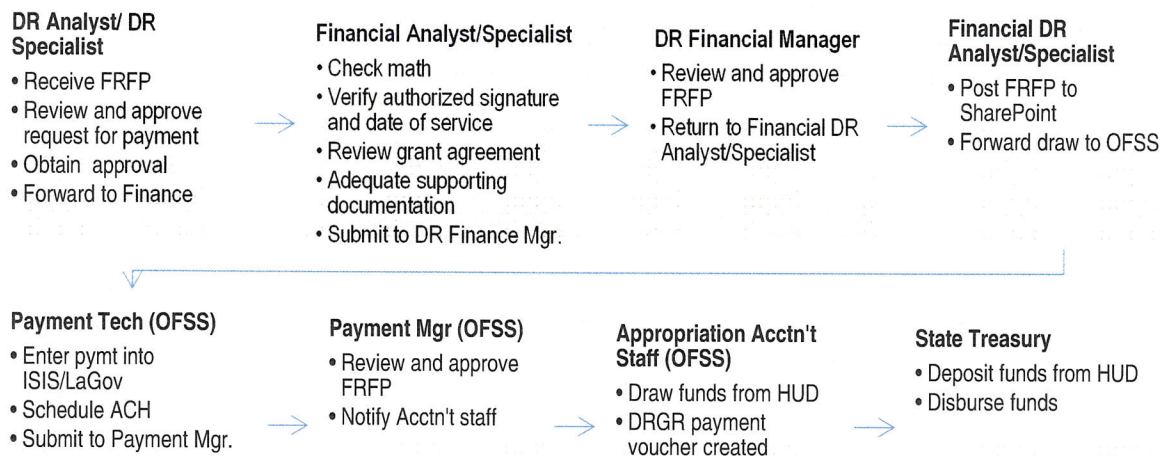 DR Analyst/ DR
Specialist
• Receive FRFP
• Review and approve
request for payment
• Obtain approval
• Forward to Finance
Financial Analyst/Specialist
• Check math
• Verify authorized signature
and date of service
• Review grant agreement
• Adequate supporting
documentation
• Submit to DR Finance Mgr.
DR Financial Manager
• Review and approve
FRFP
• Return to Financial DR
Analyst/Specialist
Financial DR
Analyst/Specialist
• Post FRFP to
SharePoint
• Forward draw to OFSS
Payment Tech (OFSS)
• Enter pymt into
ISIS/LaGov
• Schedule ACH
• Submit to Payment Mgr.
Payment Mgr (OFSS)
• Review and approve
FRFP
• Notify Acctn't staff
Appropriation Acctn't
Staff (OFSS)
• Draw funds from HUD
• DRGR payment
voucher created
State Treasury
• Deposit funds from HUD
• Disburse funds